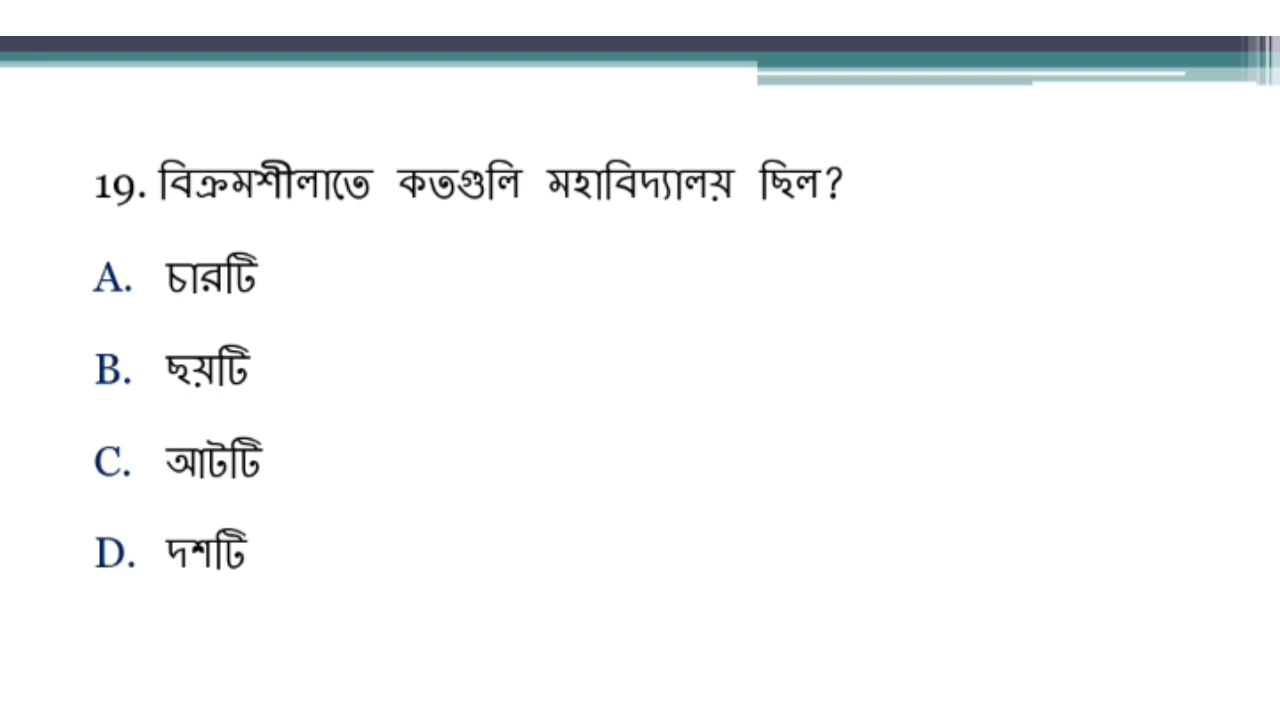 19. বিক্রমশীলাতে কতগুলি মহাবিদ্যালয় ছিল?
A. চারটি
B. ছয়টি
C. আটটি
D. দশটি